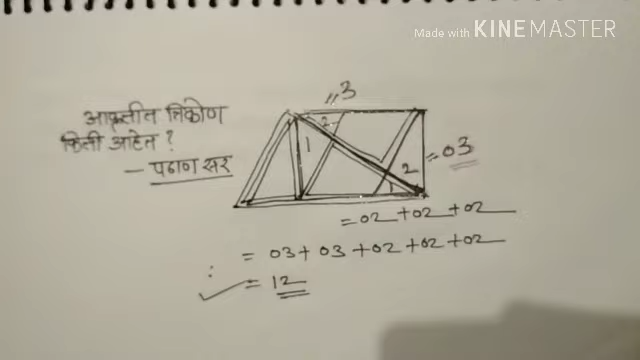 Made with KINEMASTER
आकृतीत त्रिकोण
किती आहेत ?
- पठाण सर
= 3
1 2
= 03
2
1
= 02 + 02 + 02
= 03 + 03 + 02 + 02 + 02
∴ = 12